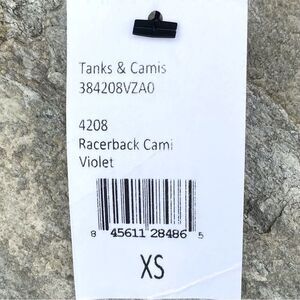 Tanks & Camis
384208VZA0
4208
Racerback Cami
Violet
8 45611 28486 5
XS